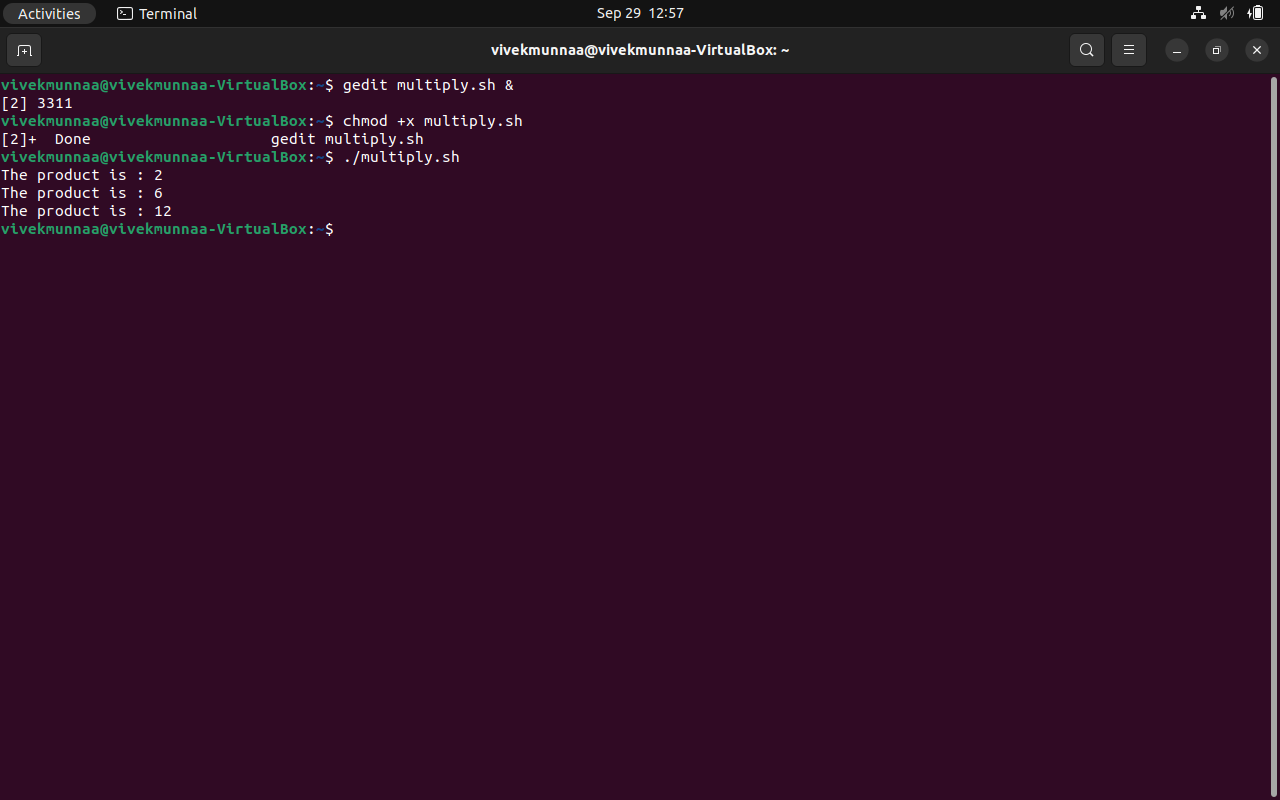 Activities
Terminal
Sep 29 12:57
vivekmunnaa@vivekmunnaa-VirtualBox: ~
vivekmunnaa@vivekmunnaa-VirtualBox:~$ gedit multiply.sh &
[2] 3311
vivekmunnaa@vivekmunnaa-VirtualBox:~$ chmod +x multiply.sh
[2]+  Done                    gedit multiply.sh
vivekmunnaa@vivekmunnaa-VirtualBox:~$ ./multiply.sh
The product is : 2
The product is : 6
The product is : 12
vivekmunnaa@vivekmunnaa-VirtualBox:~$